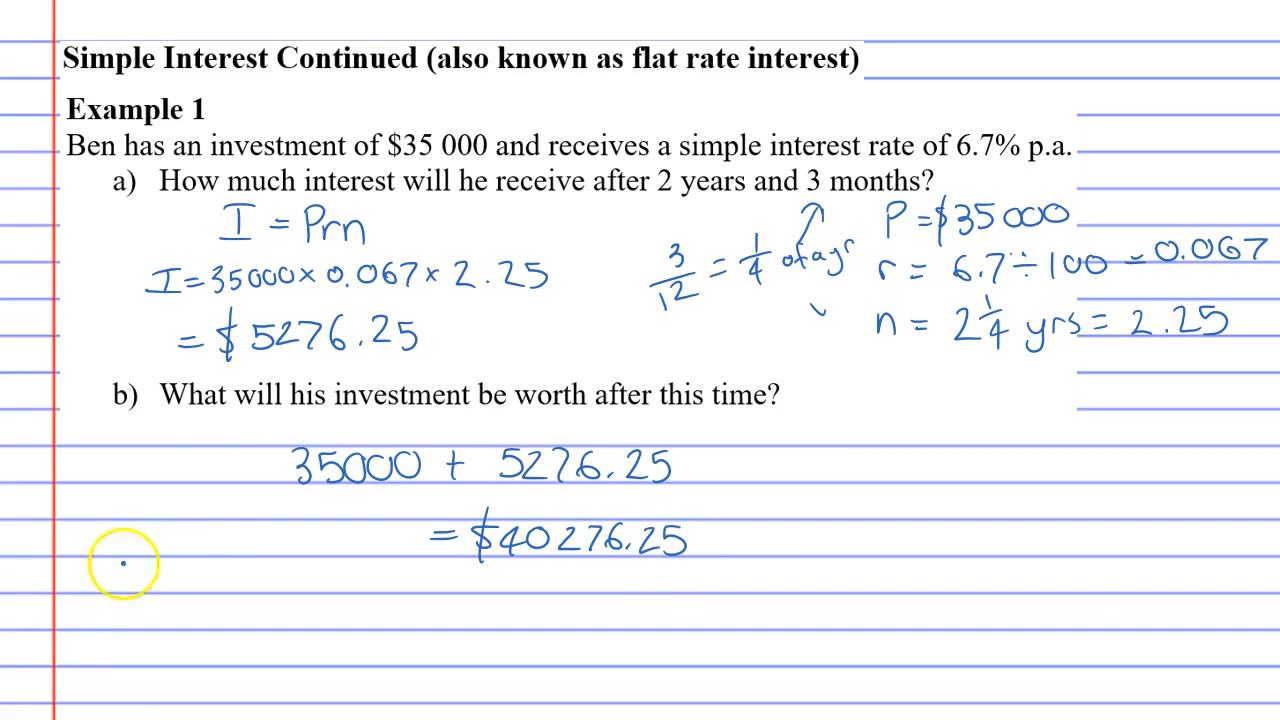 Simple Interest Continued (also known as flat rate interest)
Example 1
Ben has an investment of $35 000 and receives a simple interest rate of 6.7% p.a.
a) How much interest will he receive after 2 years and 3 months?
I = Prn
I = 35000 × 0.067 × 2.25
= $5276.25
3/12 = 1/4 of a yr
P = $35000
r = 6.7 ÷ 100 = 0.067
n = 2 1/4 yrs = 2.25
b) What will his investment be worth after this time?
35000 + 5276.25
= $40276.25